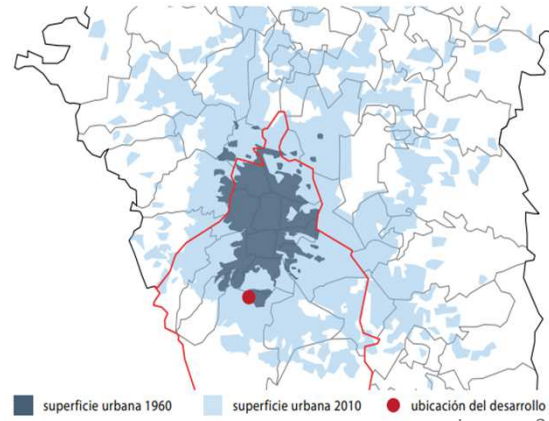 superficie urbana 1960
superficie urbana 2010
ubicación del desarrollo